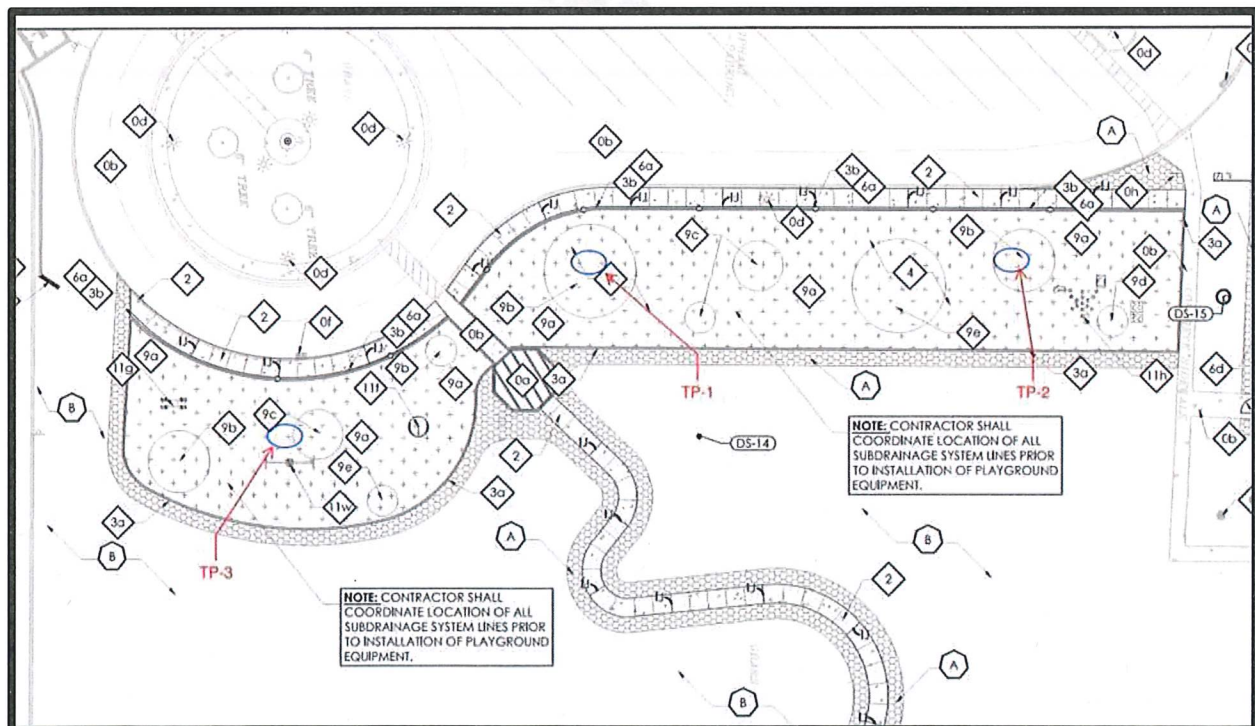 0d
0d
0d
0b
0b
6a
3b
3b
6a
2
3b
6a
0h
A
A
2
9c
0d
9b
9a
0b
3a
9d
DS-15
4
9a
9e
6a
3b
2
2
0f
0d
3b
6a
9b
9a
0b
TP-1
TP-2
3a
11h
6d
0b
A
11g
9a
11f
9b
9a
0a
3a
B
9b
9c
9a
9e
11w
2
3a
DS-14
3a
B
TP-3
A
B
2
A
B
NOTE: CONTRACTOR SHALL
COORDINATE LOCATION OF ALL
SUBDRAINAGE SYSTEM LINES PRIOR
TO INSTALLATION OF PLAYGROUND
EQUIPMENT.
NOTE: CONTRACTOR SHALL
COORDINATE LOCATION OF ALL
SUBDRAINAGE SYSTEM LINES PRIOR
TO INSTALLATION OF PLAYGROUND
EQUIPMENT.